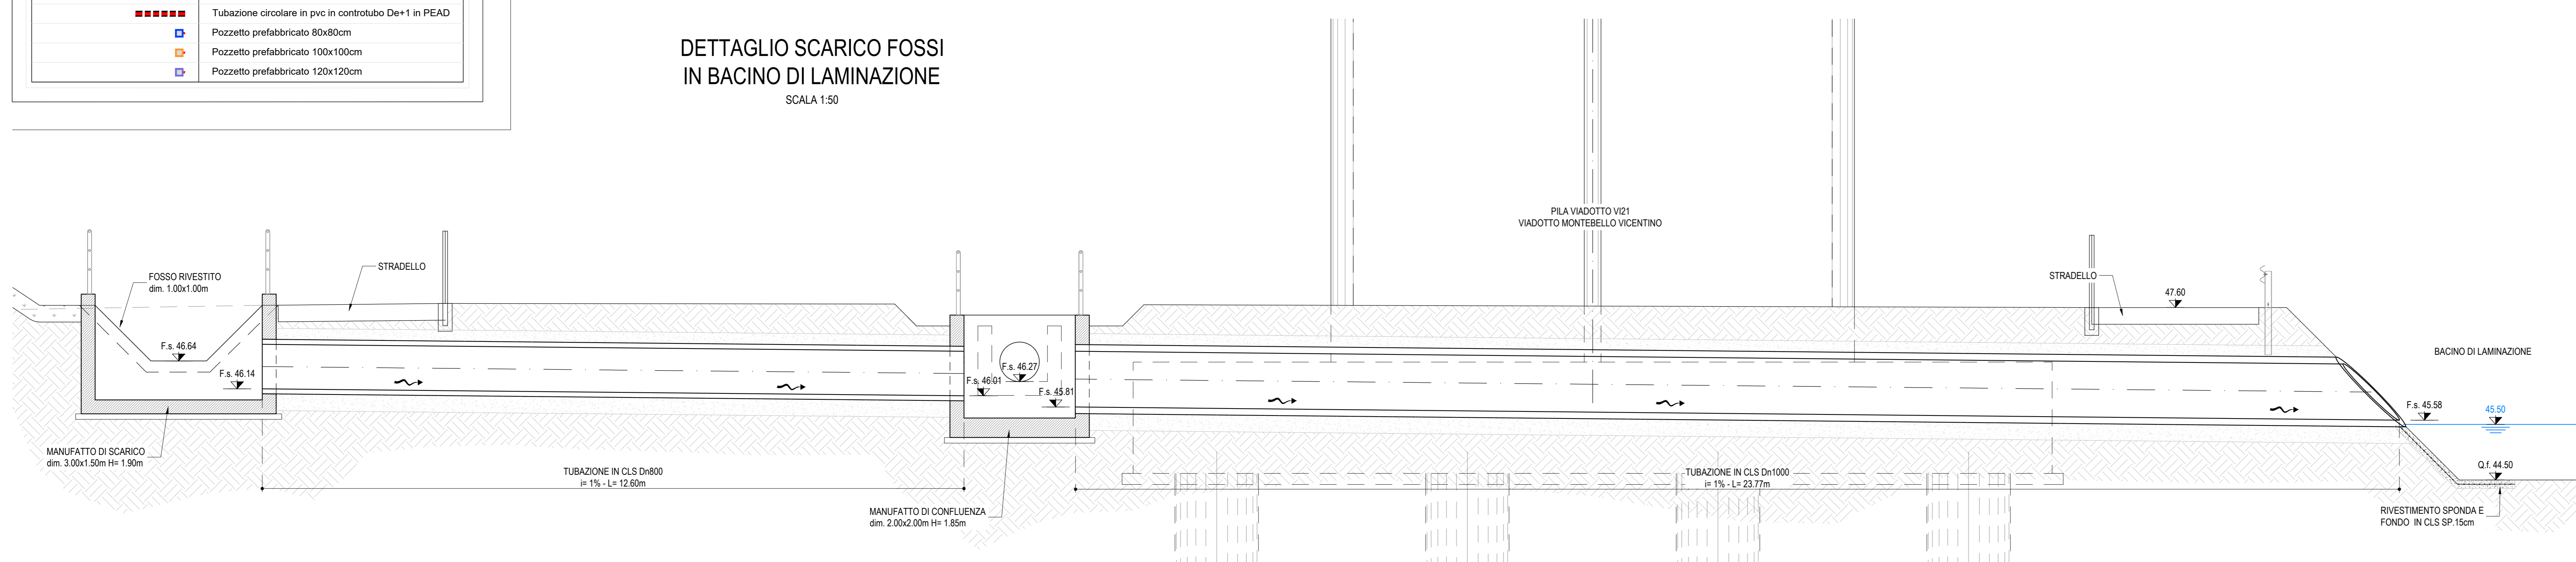 Tubazione circolare in pvc in controtubo De+1 in PEAD
Pozzetto prefabbricato 80x80cm
Pozzetto prefabbricato 100x100cm
Pozzetto prefabbricato 120x120cm
DETTAGLIO SCARICO FOSSI
IN BACINO DI LAMINAZIONE
SCALA 1:50
PILA VIADOTTO VI21
VIADOTTO MONTEBELLO VICENTINO
FOSSO RIVESTITO
dim. 1.00x1.00m
STRADELLO
STRADELLO
47.60
F.s. 46.64
F.s. 46.14
F.s. 46.27
F.s. 46.01
F.s. 45.81
BACINO DI LAMINAZIONE
F.s. 45.58
45.50
MANUFATTO DI SCARICO
dim. 3.00x1.50m H= 1.90m
TUBAZIONE IN CLS Dn800
i= 1% - L= 12.60m
TUBAZIONE IN CLS Dn1000
i= 1% - L= 23.77m
Q.f. 44.50
MANUFATTO DI CONFLUENZA
dim. 2.00x2.00m H= 1.85m
RIVESTIMENTO SPONDA E
FONDO IN CLS SP.15cm